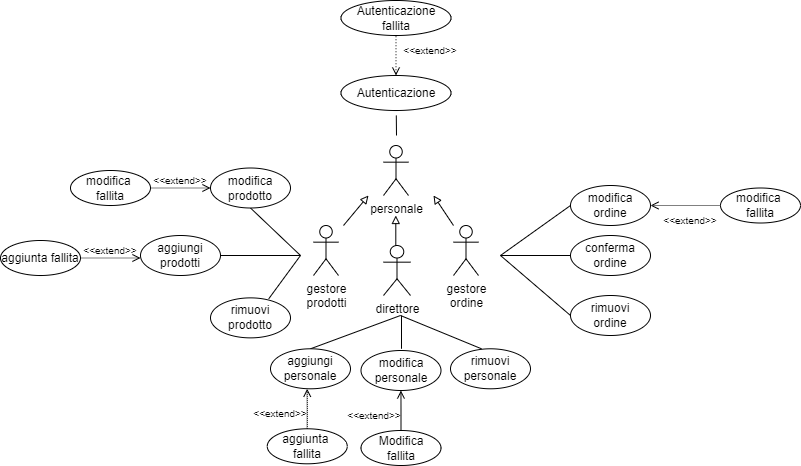 Autenticazione
fallita
<<extend>>
Autenticazione
personale
modifica
fallita
<<extend>>
modifica
prodotto
aggiunta fallita
<<extend>>
aggiungi
prodotti
rimuovi
prodotto
gestore
prodotti
direttore
gestore
ordine
modifica
ordine
<<extend>>
modifica
fallita
conferma
ordine
rimuovi
ordine
aggiungi
personale
modifica
personale
rimuovi
personale
<<extend>>
<<extend>>
aggiunta
fallita
Modifica
fallita